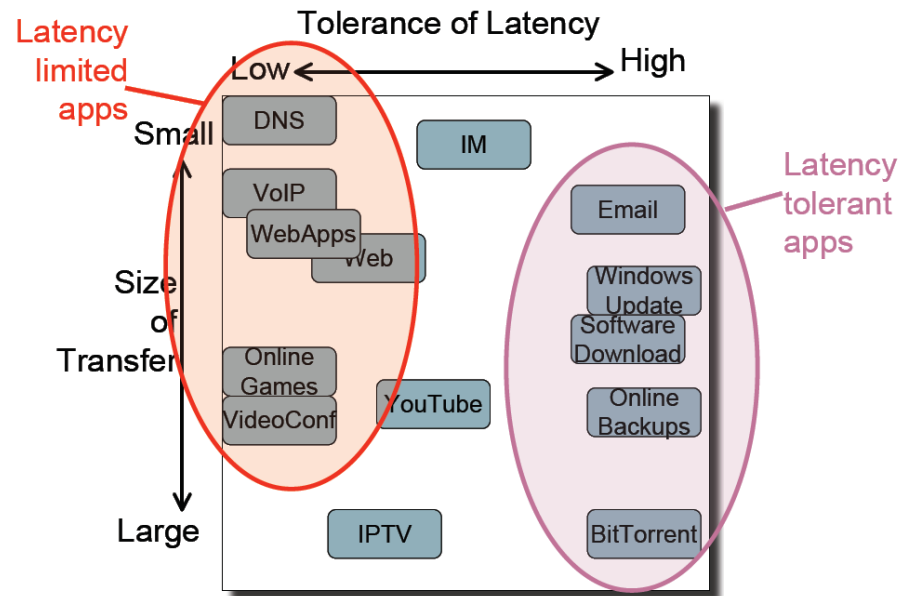 Tolerance of Latency
Latency
limited
apps
Low
High
Small
DNS
IM
VoIP
WebApps
Web
Email
Latency
tolerant
apps
Size
of
Transfer
Windows
Update
Software
Download
Online
Games
VideoConf
YouTube
Online
Backups
Large
IPTV
BitTorrent